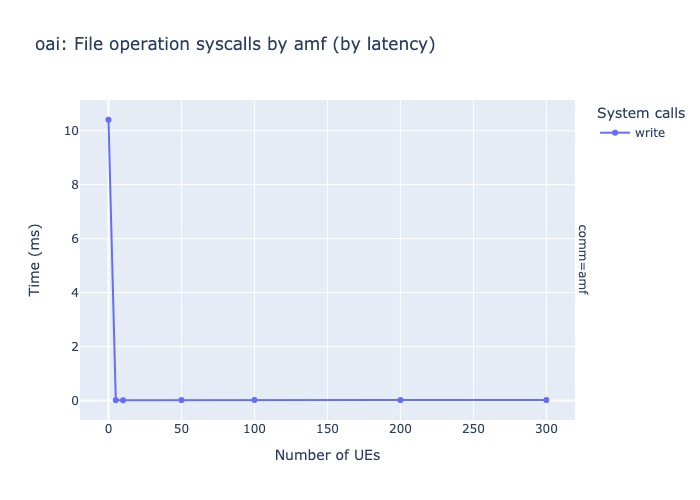 oai: File operation syscalls by amf (by latency)
System calls
write
10
8
6
4
2
0
Time (ms)
comm=amf
0 50 100 150 200 250 300
Number of UEs